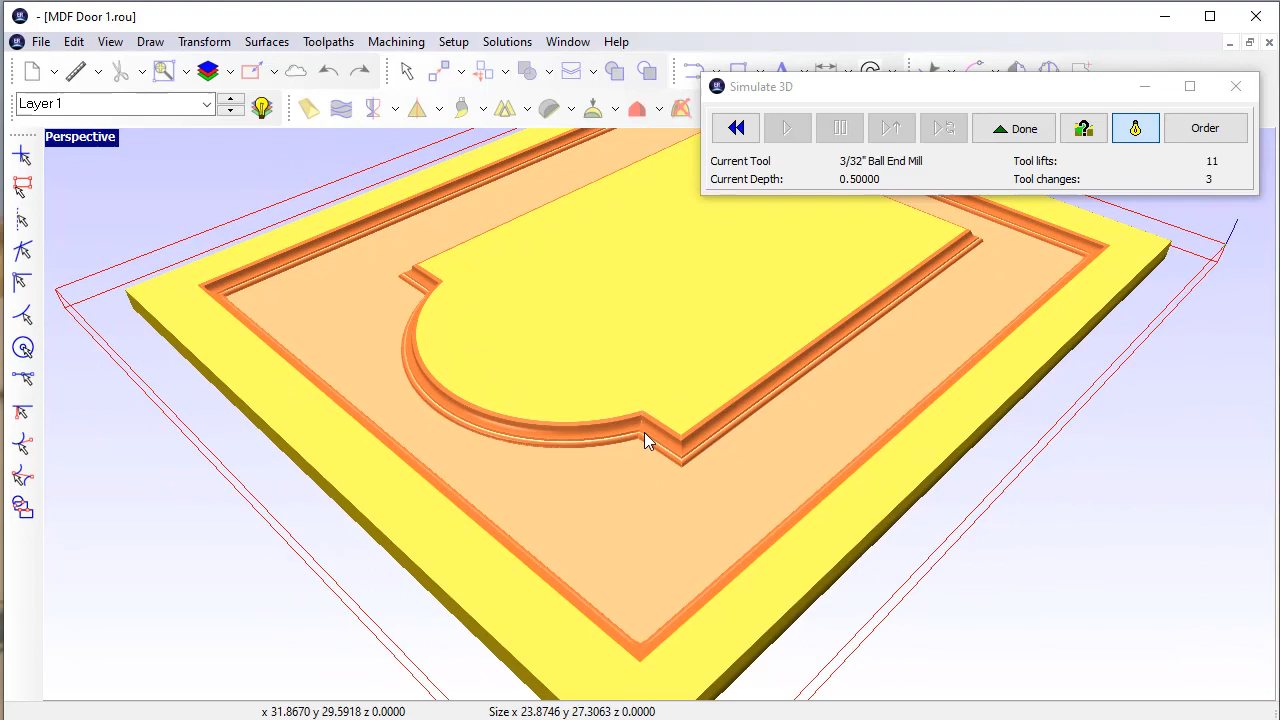 - [MDF Door 1.rou]
File Edit View Draw Transform Surfaces Toolpaths Machining Setup Solutions Window Help
Layer 1
Perspective
Simulate 3D
Done
Order
Current Tool 3/32" Ball End Mill Tool lifts: 11
Current Depth: 0.50000 Tool changes: 3
x 31.8670 y 29.5918 z 0.0000 Size x 23.8746 y 27.3063 z 0.0000